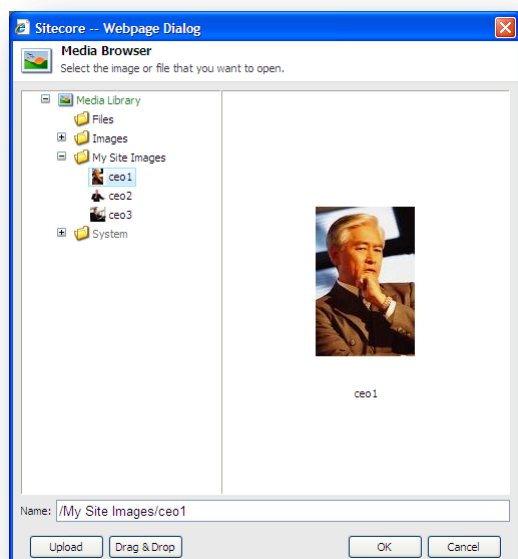 Sitecore -- Webpage Dialog
Media Browser
Select the image or file that you want to open.
Media Library
Files
Images
My Site Images
ceo1
ceo2
ceo3
System
ceo1
Name: /My Site Images/ceo1
Upload Drag & Drop OK Cancel